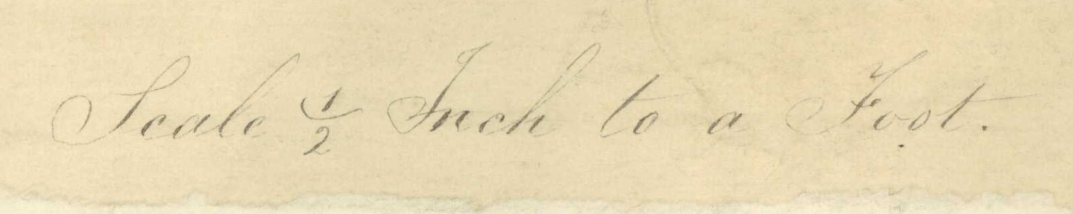 Scale ½ Inch to a Foot.